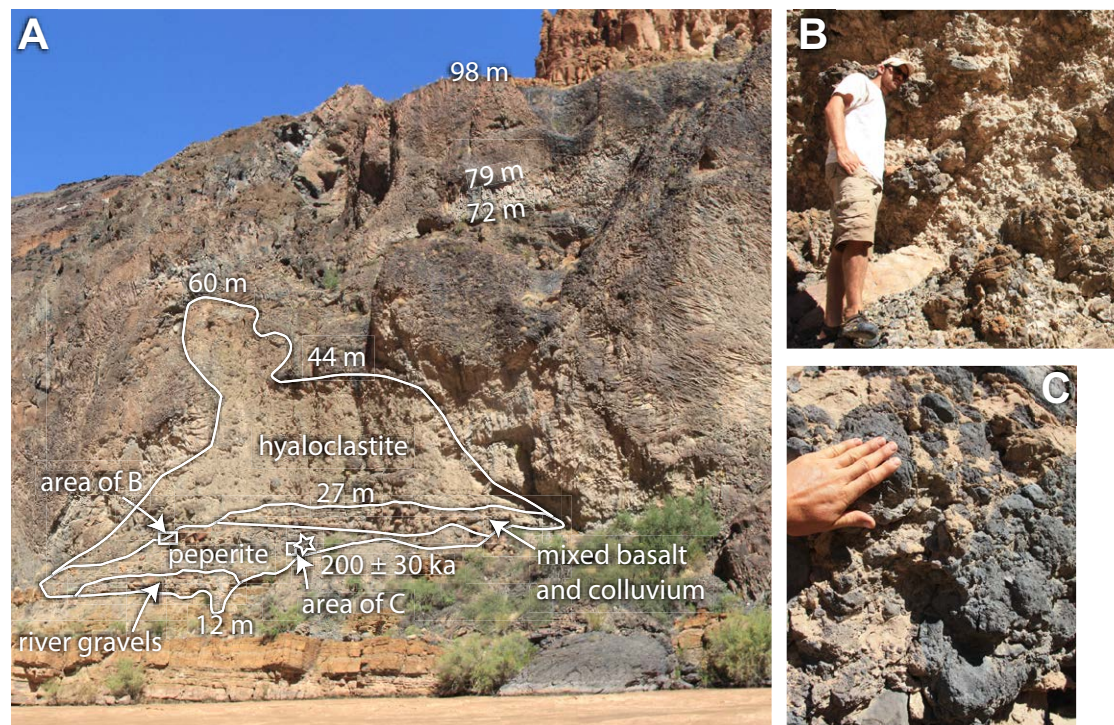 A
98 m
79 m
72 m
60 m
44 m
hyaloclastite
area of B
27 m
peperite
200 ± 30 ka
mixed basalt
and colluvium
area of C
12 m
river gravels
B
C